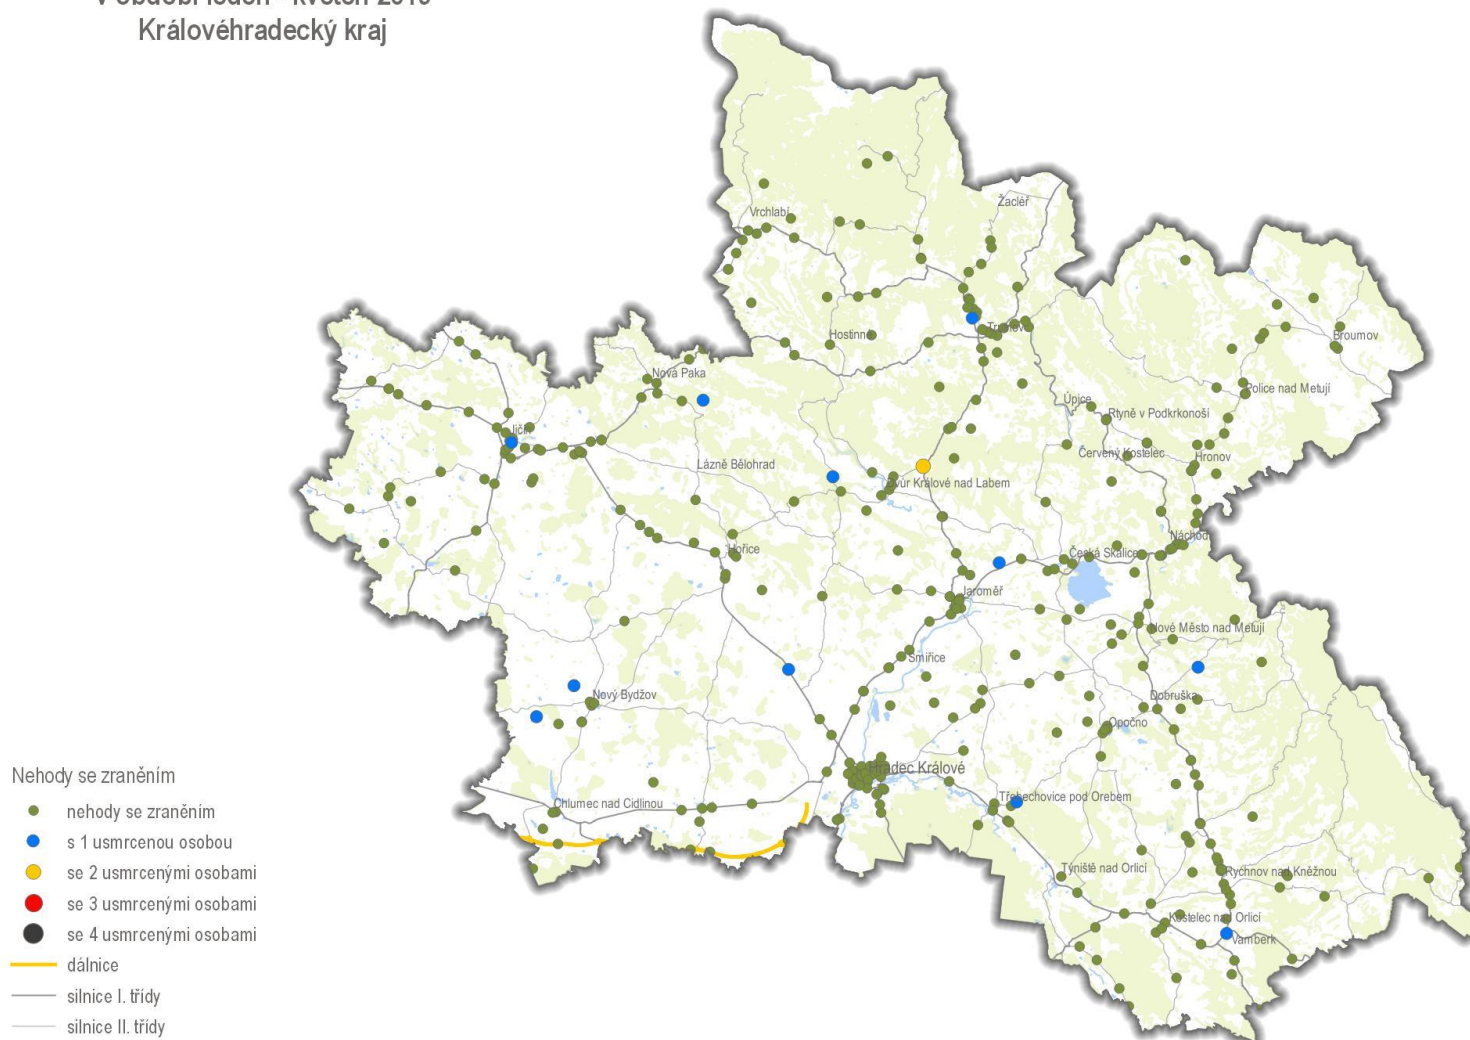 Královéhradecký kraj
Žacléř
Vrchlabí
Hostinné
Broumov
Nová Paka
Police nad Metují
Úpice
Rtyně v Podkrkonoší
Jičín
Červený Kostelec
Hronov
Lázně Bělohrad
Dvůr Králové nad Labem
Náchod
Hořice
Česká Skalice
Jaroměř
Nové Město nad Metují
Smiřice
Nový Bydžov
Dobruška
Opočno
Hradec Králové
Nehody se zraněním
Třebechovice pod Orebem
Chlumec nad Cidlinou
nehody se zraněním
s 1 usmrcenou osobou
Týniště nad Orlicí
Rychnov nad Kněžnou
se 2 usmrcenými osobami
se 3 usmrcenými osobami
Kostelec nad Orlicí
se 4 usmrcenými osobami
Vamberk
dálnice
silnice I. třídy
silnice II. třídy